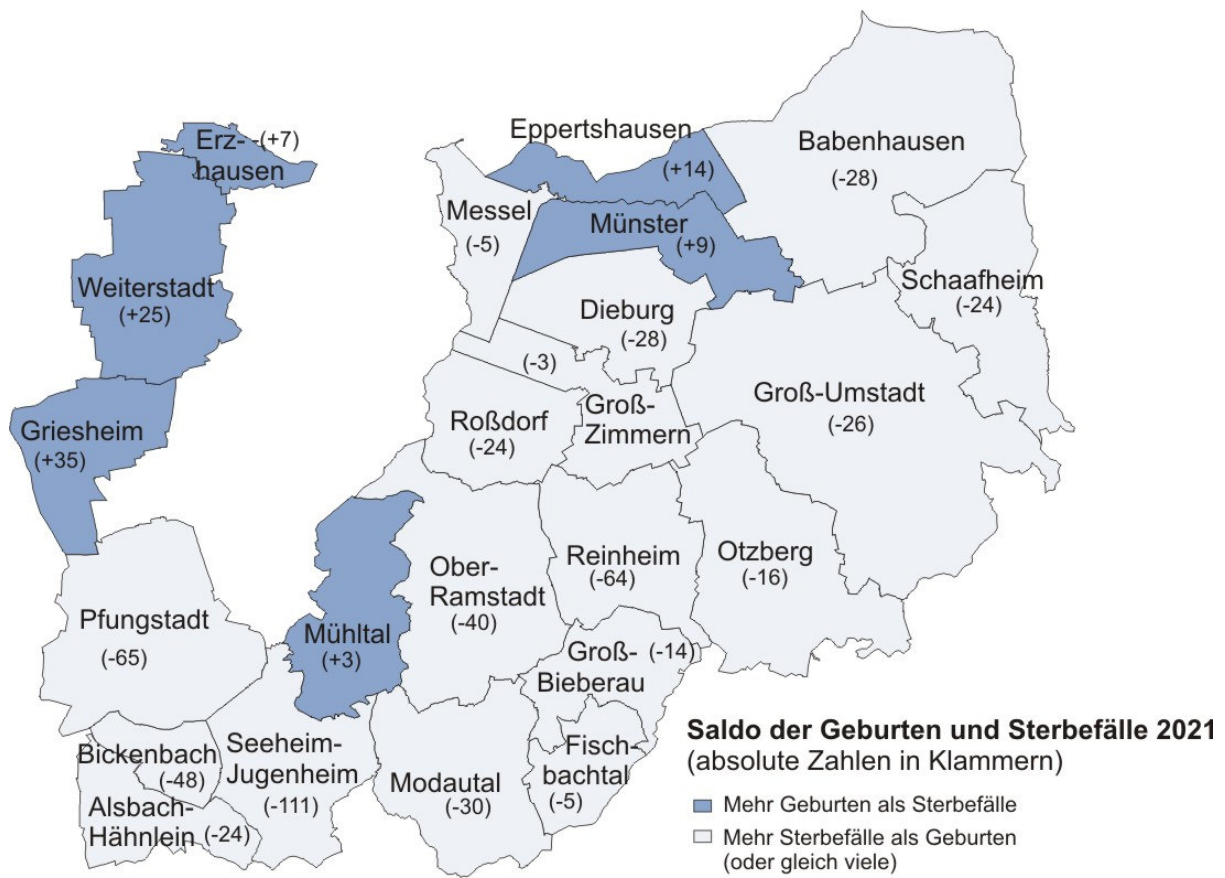 Erz- (+7)
hausen
Eppertshausen
(+14)
Babenhausen
(-28)
Messel
(-5)
Münster
(+9)
Weiterstadt
(+25)
Schaafheim
(-24)
Dieburg
(-28)
(-3)
Groß-
Zimmern
Groß-Umstadt
(-26)
Roßdorf
(-24)
Griesheim
(+35)
Ober-
Ramstadt
(-40)
Reinheim
(-64)
Otzberg
(-16)
Pfungstadt
(-65)
Mühltal
(+3)
Groß- (-14)
Bieberau
Bickenbach
(-48)
Seeheim-
Jugenheim
(-111)
Modautal
(-30)
Fisch-
bachtal
(-5)
Alsbach-
Hähnlein (-24)
Saldo der Geburten und Sterbefälle 2021
(absolute Zahlen in Klammern)
Mehr Geburten als Sterbefälle
Mehr Sterbefälle als Geburten
(oder gleich viele)